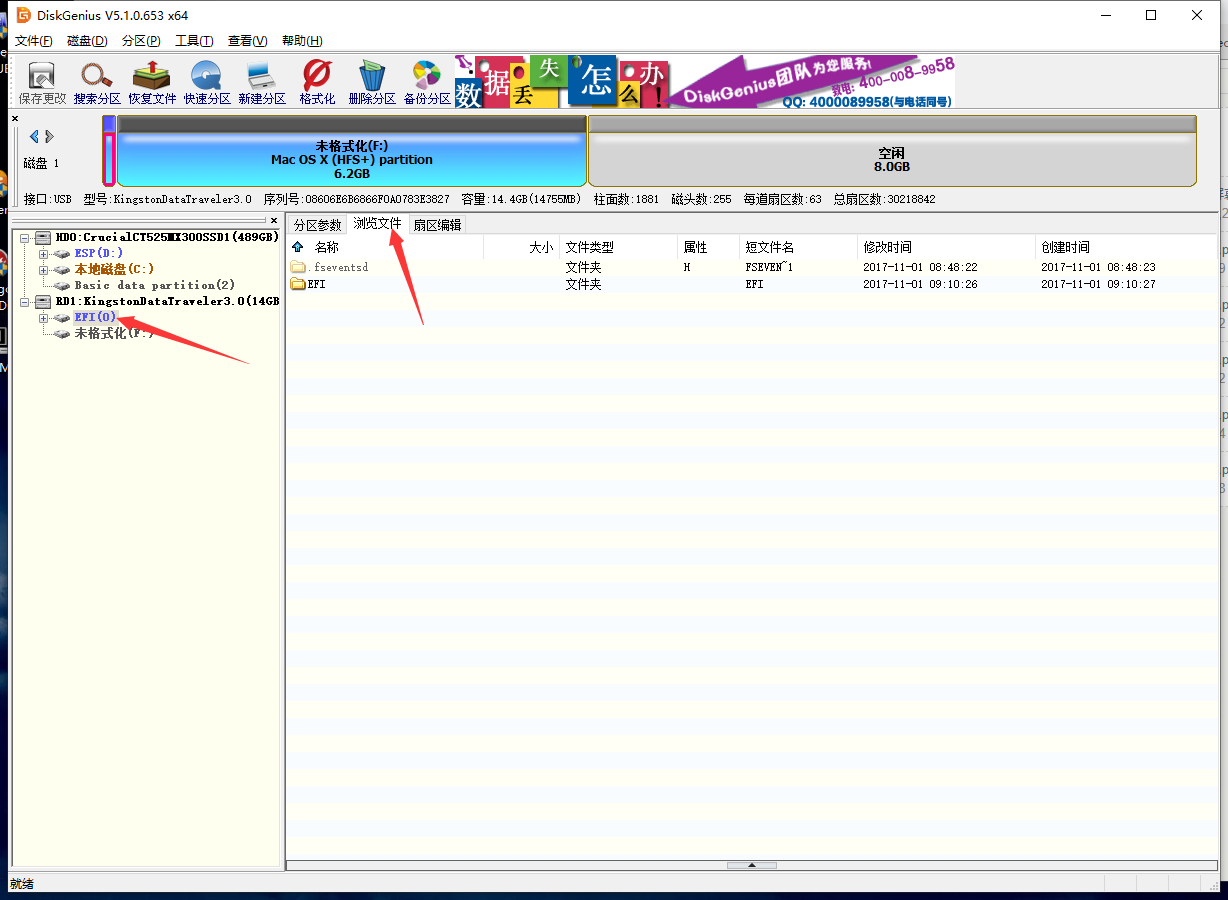 DiskGenius V5.1.0.653 x64
文件(F) 磁盘(D) 分区(P) 工具(T) 查看(V) 帮助(H)
保存更改 搜索分区 恢复文件 快速分区 新建分区 格式化 删除分区 备份分区
数据丢失怎么办!
DiskGenius团队为您服务!
致电: 400-008-9958
QQ: 4000089958(与电话同号)
磁盘 1
未格式化(F:)
Mac OS X (HFS+) partition
6.2GB
空闲
8.0GB
接口:USB 型号:KingstonDataTraveler3.0 序列号:08606E6B6866F0A0783E3827 容量:14.4GB(14755MB) 柱面数:1881 磁头数:255 每道扇区数:63 总扇区数:30218842
HD0:CrucialCT525MX300SSD1(489GB)
ESP(D:)
本地磁盘(C:)
Basic data partition(2)
RD1:KingstonDataTraveler3.0(14GB
EFI(0)
未格式化(F:)
分区参数 浏览文件 扇区编辑
名称 大小 文件类型 属性 短文件名 修改时间 创建时间
.fseventsd 文件夹 H FSEVEN~1 2017-11-01 08:48:22 2017-11-01 08:48:23
EFI 文件夹 EFI 2017-11-01 09:10:26 2017-11-01 09:10:27
就绪